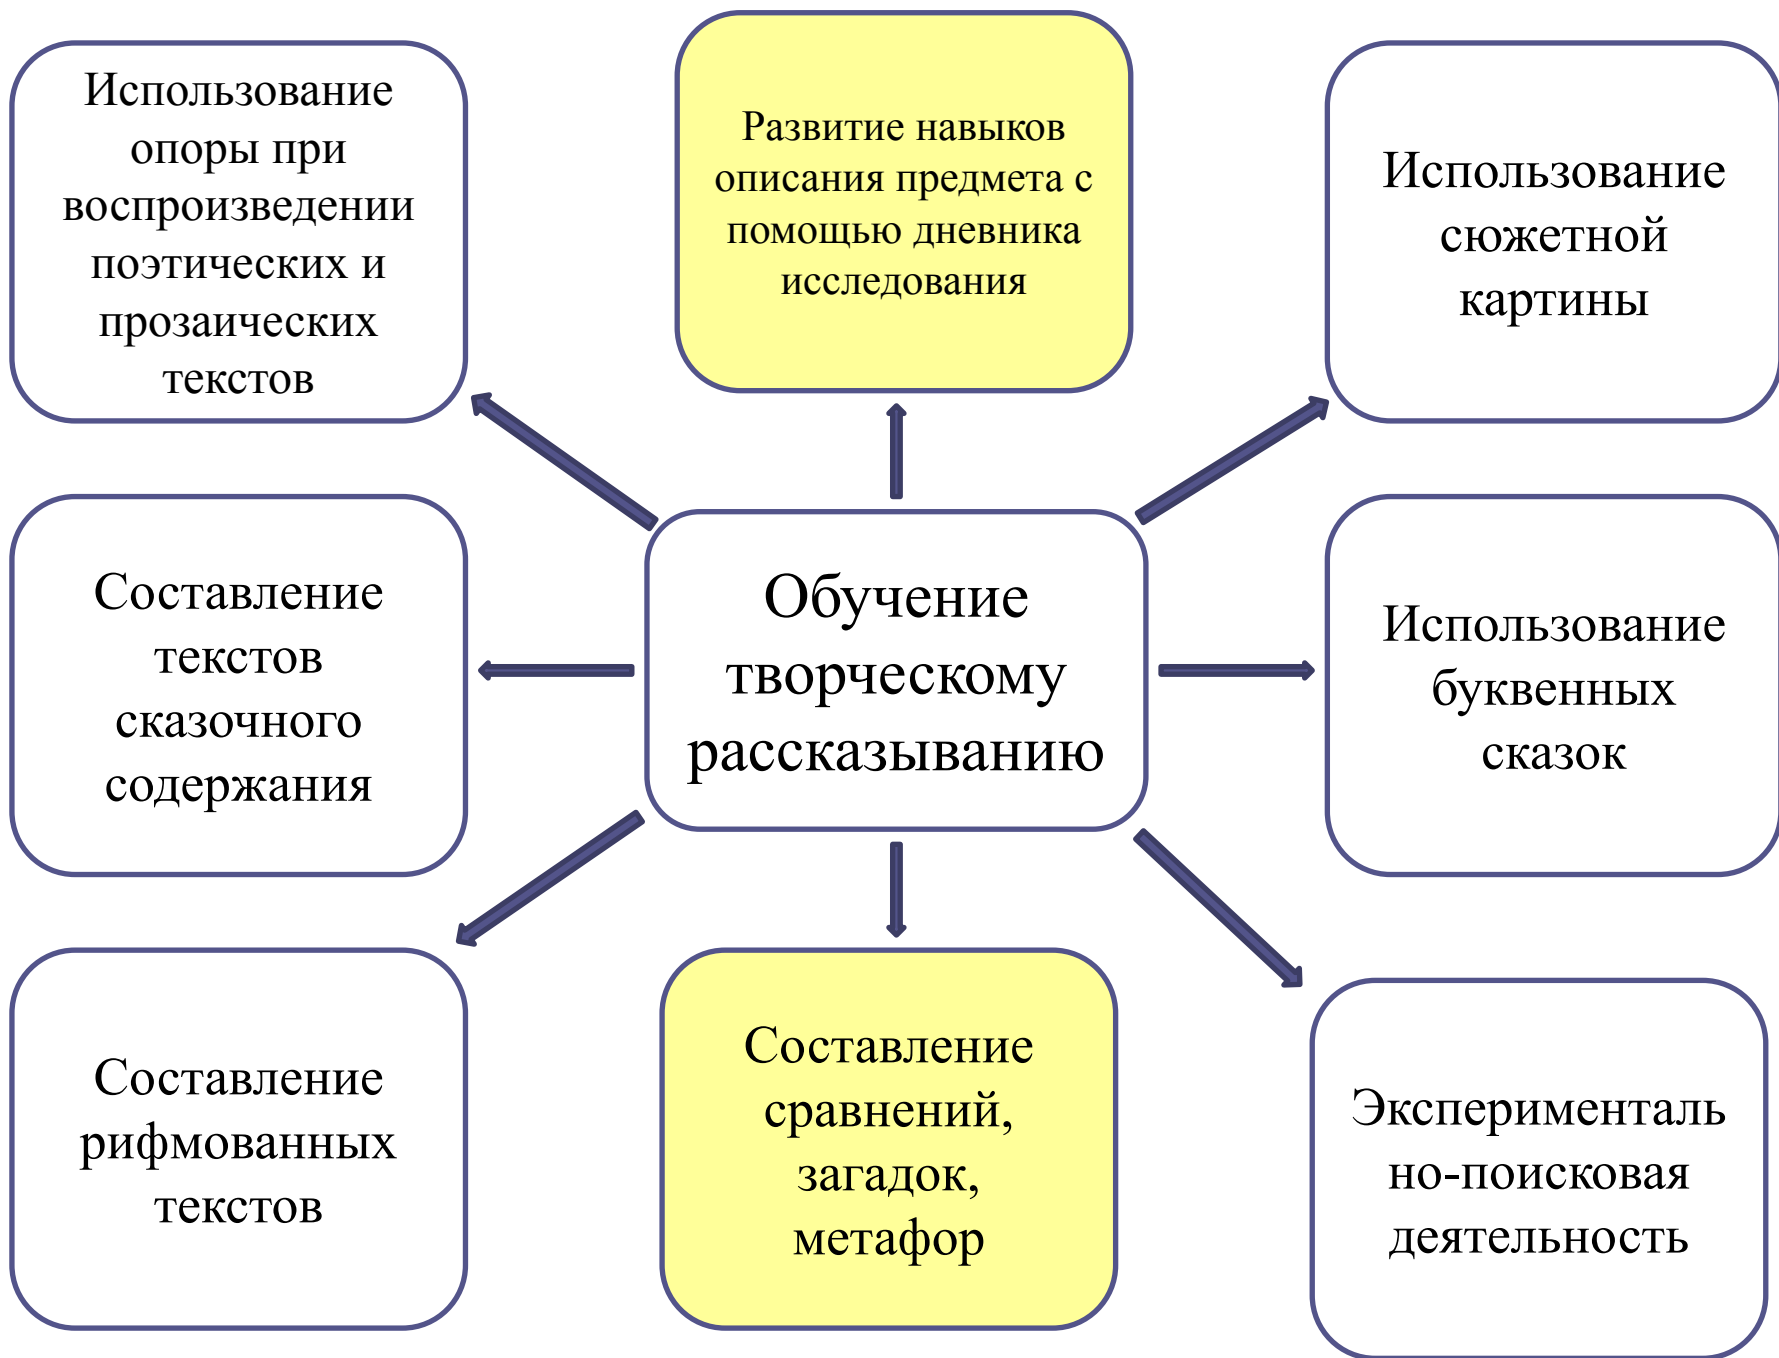 Использование
опоры при
воспроизведении
поэтических и
прозаических
текстов
Развитие навыков
описания предмета с
помощью дневника
исследования
Использование
сюжетной
картины
Составление
текстов
сказочного
содержания
Обучение
творческому
рассказыванию
Использование
буквенных
сказок
Составление
рифмованных
текстов
Составление
сравнений,
загадок,
метафор
Эксперименталь
но-поисковая
деятельность